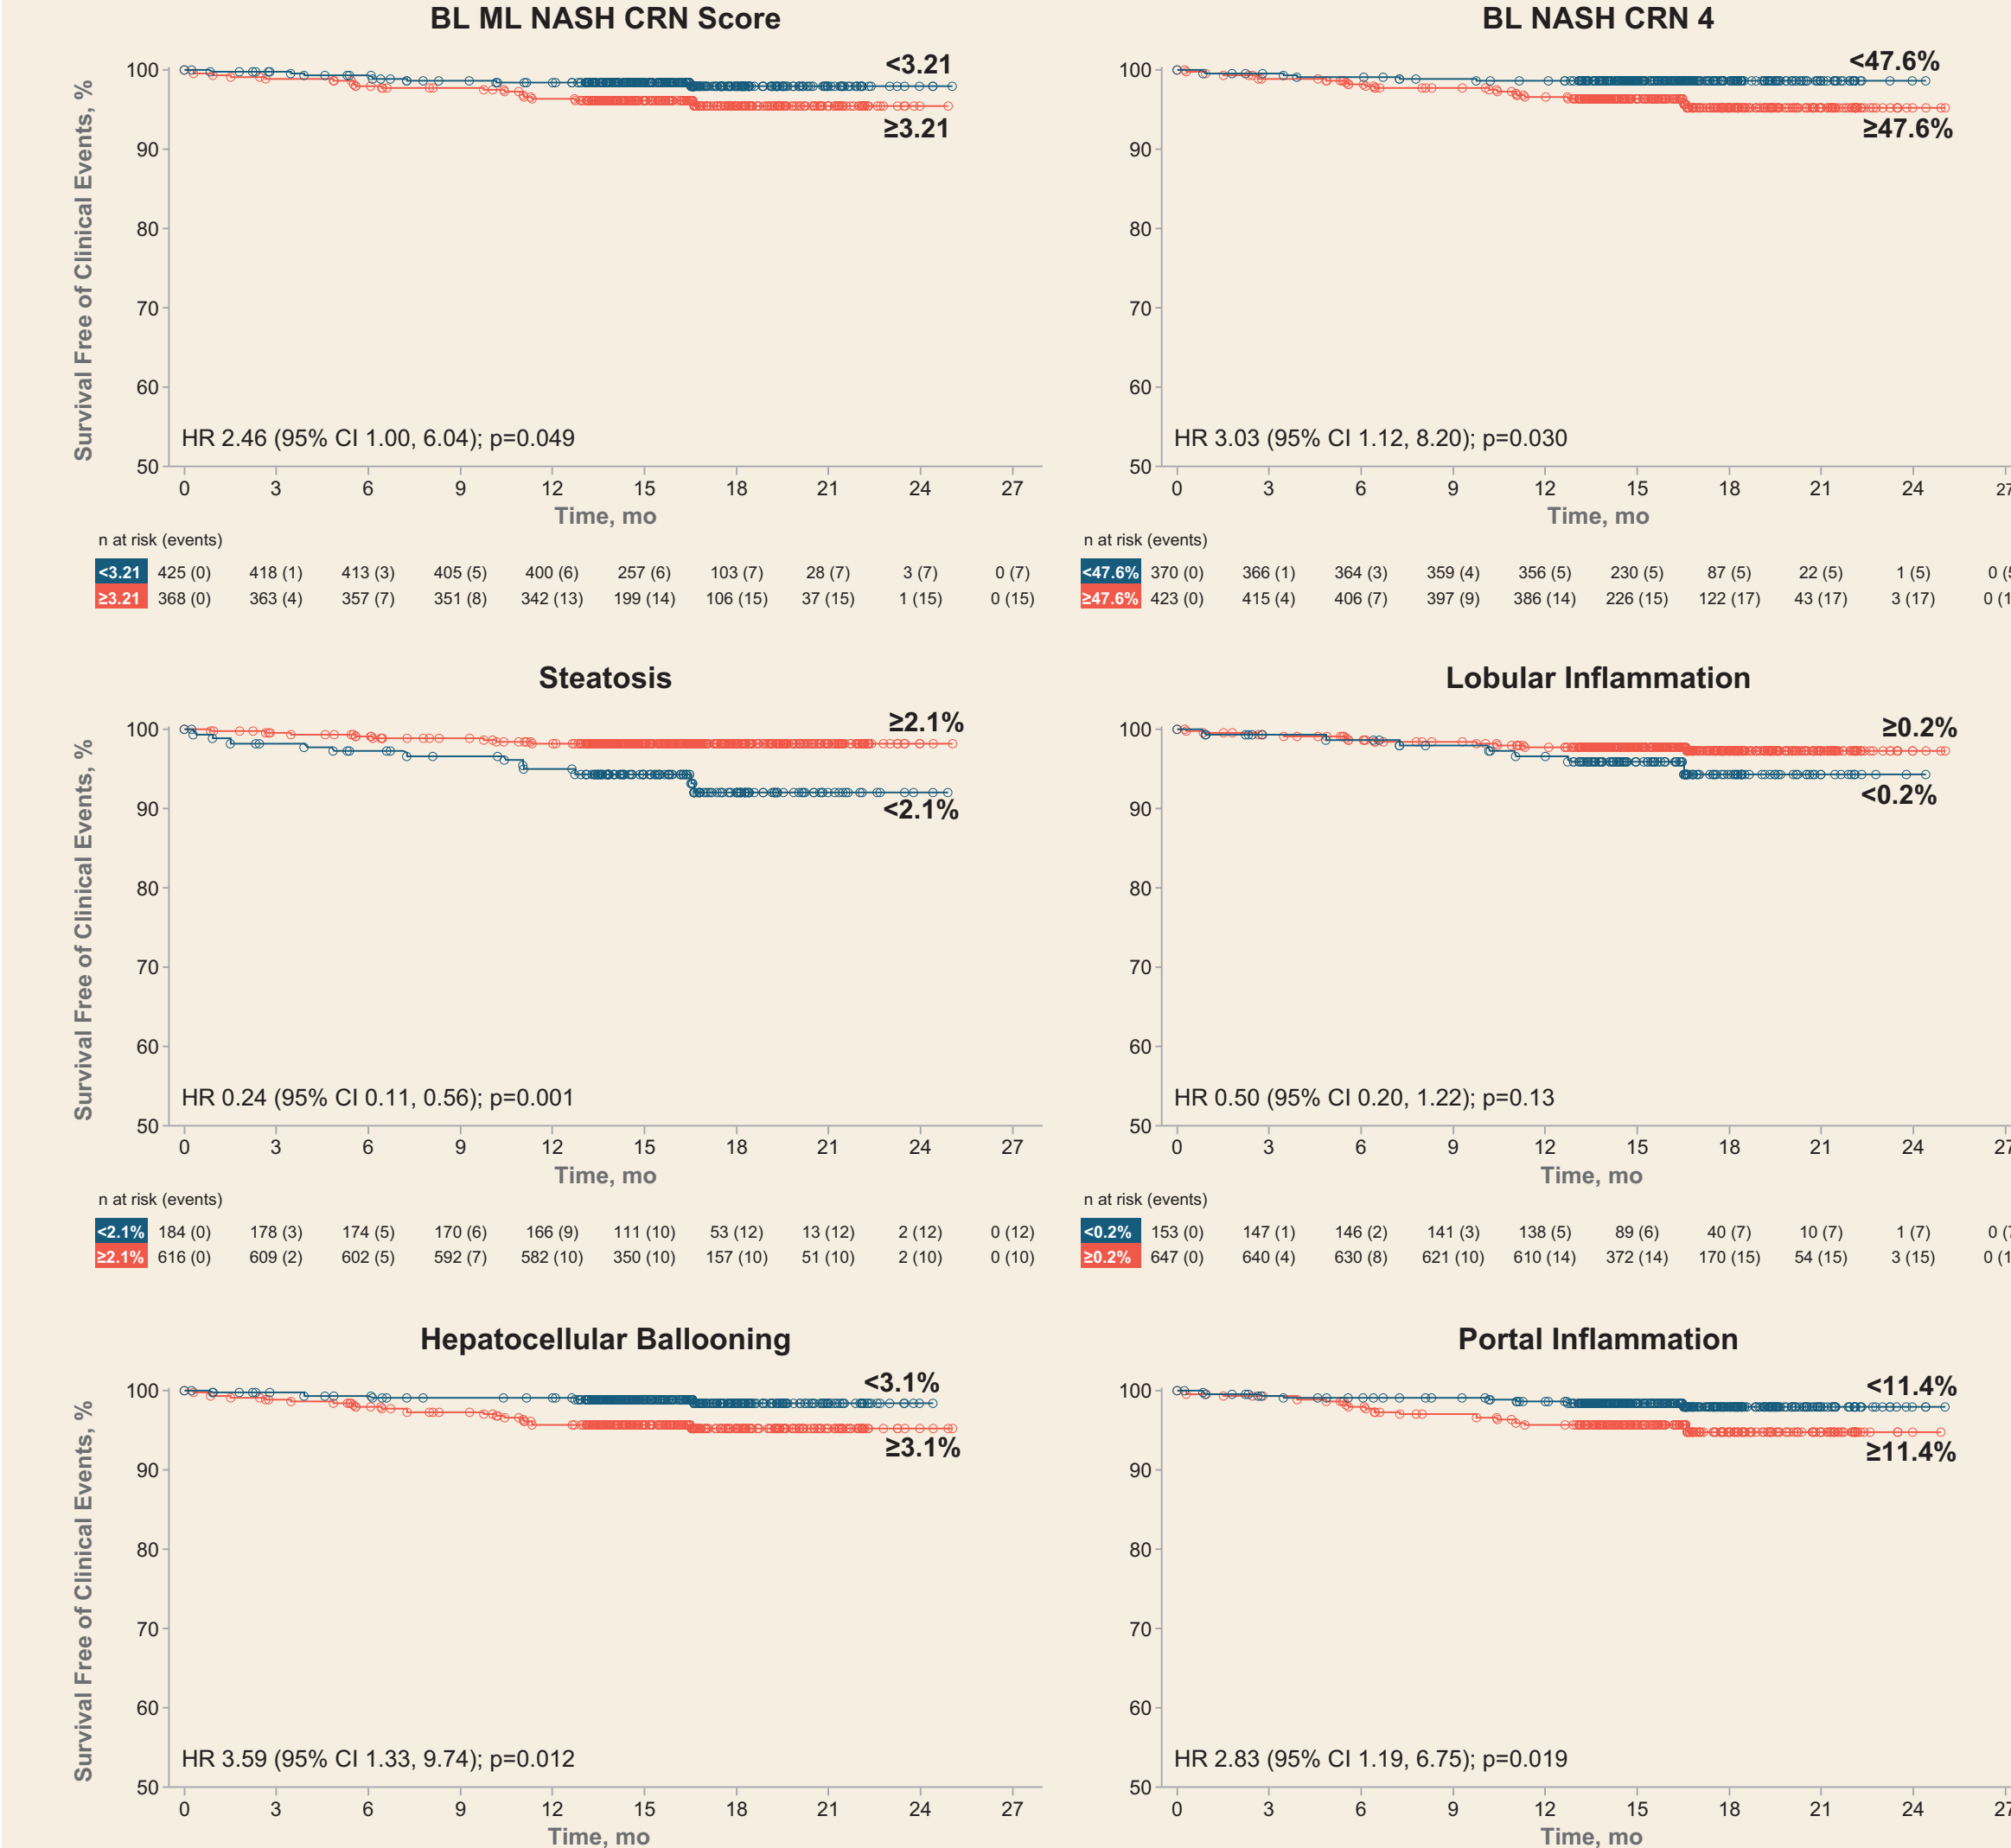 BL ML NASH CRN Score
Survival Free of Clinical Events, %
100
90
80
70
60
50
<3.21
≥3.21
HR 2.46 (95% CI 1.00, 6.04); p=0.049
0 3 6 9 12 15 18 21 24 27
Time, mo
n at risk (events)
<3.21 425 (0) 418 (1) 413 (3) 405 (5) 400 (6) 257 (6) 103 (7) 28 (7) 3 (7) 0 (7)
≥3.21 368 (0) 363 (4) 357 (7) 351 (8) 342 (13) 199 (14) 106 (15) 37 (15) 1 (15) 0 (15)
BL NASH CRN 4
100
90
80
70
60
50
<47.6%
≥47.6%
HR 3.03 (95% CI 1.12, 8.20); p=0.030
0 3 6 9 12 15 18 21 24 27
Time, mo
n at risk (events)
<47.6% 370 (0) 366 (1) 364 (3) 359 (4) 356 (5) 230 (5) 87 (5) 22 (5) 1 (5) 0 (5
≥47.6% 423 (0) 415 (4) 406 (7) 397 (9) 386 (14) 226 (15) 122 (17) 43 (17) 3 (17) 0 (1
Steatosis
Survival Free of Clinical Events, %
100
90
80
70
60
50
≥2.1%
<2.1%
HR 0.24 (95% CI 0.11, 0.56); p=0.001
0 3 6 9 12 15 18 21 24 27
Time, mo
n at risk (events)
<2.1% 184 (0) 178 (3) 174 (5) 170 (6) 166 (9) 111 (10) 53 (12) 13 (12) 2 (12) 0 (12)
≥2.1% 616 (0) 609 (2) 602 (5) 592 (7) 582 (10) 350 (10) 157 (10) 51 (10) 2 (10) 0 (10)
Lobular Inflammation
100
90
80
70
60
50
≥0.2%
<0.2%
HR 0.50 (95% CI 0.20, 1.22); p=0.13
0 3 6 9 12 15 18 21 24 27
Time, mo
n at risk (events)
<0.2% 153 (0) 147 (1) 146 (2) 141 (3) 138 (5) 89 (6) 40 (7) 10 (7) 1 (7) 0 (7
≥0.2% 647 (0) 640 (4) 630 (8) 621 (10) 610 (14) 372 (14) 170 (15) 54 (15) 3 (15) 0 (1
Hepatocellular Ballooning
Survival Free of Clinical Events, %
100
90
80
70
60
50
<3.1%
≥3.1%
HR 3.59 (95% CI 1.33, 9.74); p=0.012
0 3 6 9 12 15 18 21 24 27
Time, mo
Portal Inflammation
100
90
80
70
60
50
<11.4%
≥11.4%
HR 2.83 (95% CI 1.19, 6.75); p=0.019
0 3 6 9 12 15 18 21 24 27
Time, mo